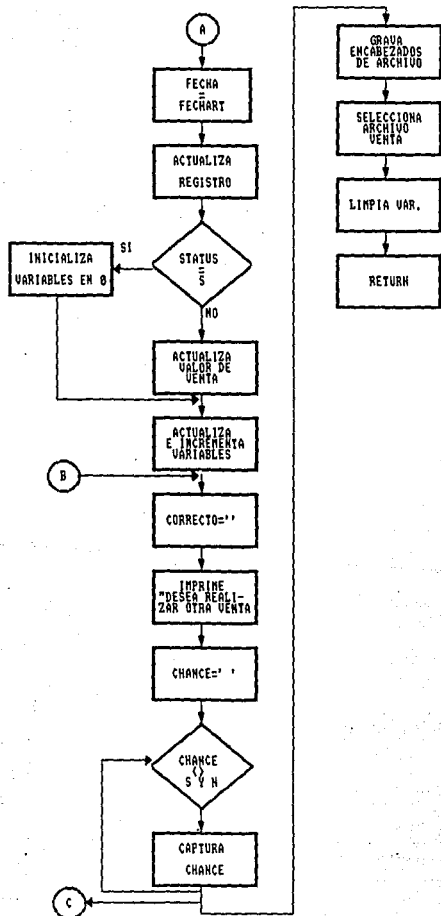 A
FECHA
=
FECHART
ACTUALIZA
REGISTRO
STATUS
=
S
SI
INICIALIZA
VARIABLES EN 0
NO
ACTUALIZA
VALOR DE
VENTA
ACTUALIZA
E INCREMENTA
VARIABLES
B
CORRECTO=''
IMPRIME
"DESEA REALI-
ZAR OTRA VENTA
CHANCE=' '
CHANCE
<>
S Y N
CAPTURA
CHANCE
C
GRAVA
ENCABEZADOS
DE ARCHIVO
SELECCIONA
ARCHIVO
VENTA
LIMPIA VAR.
RETURN